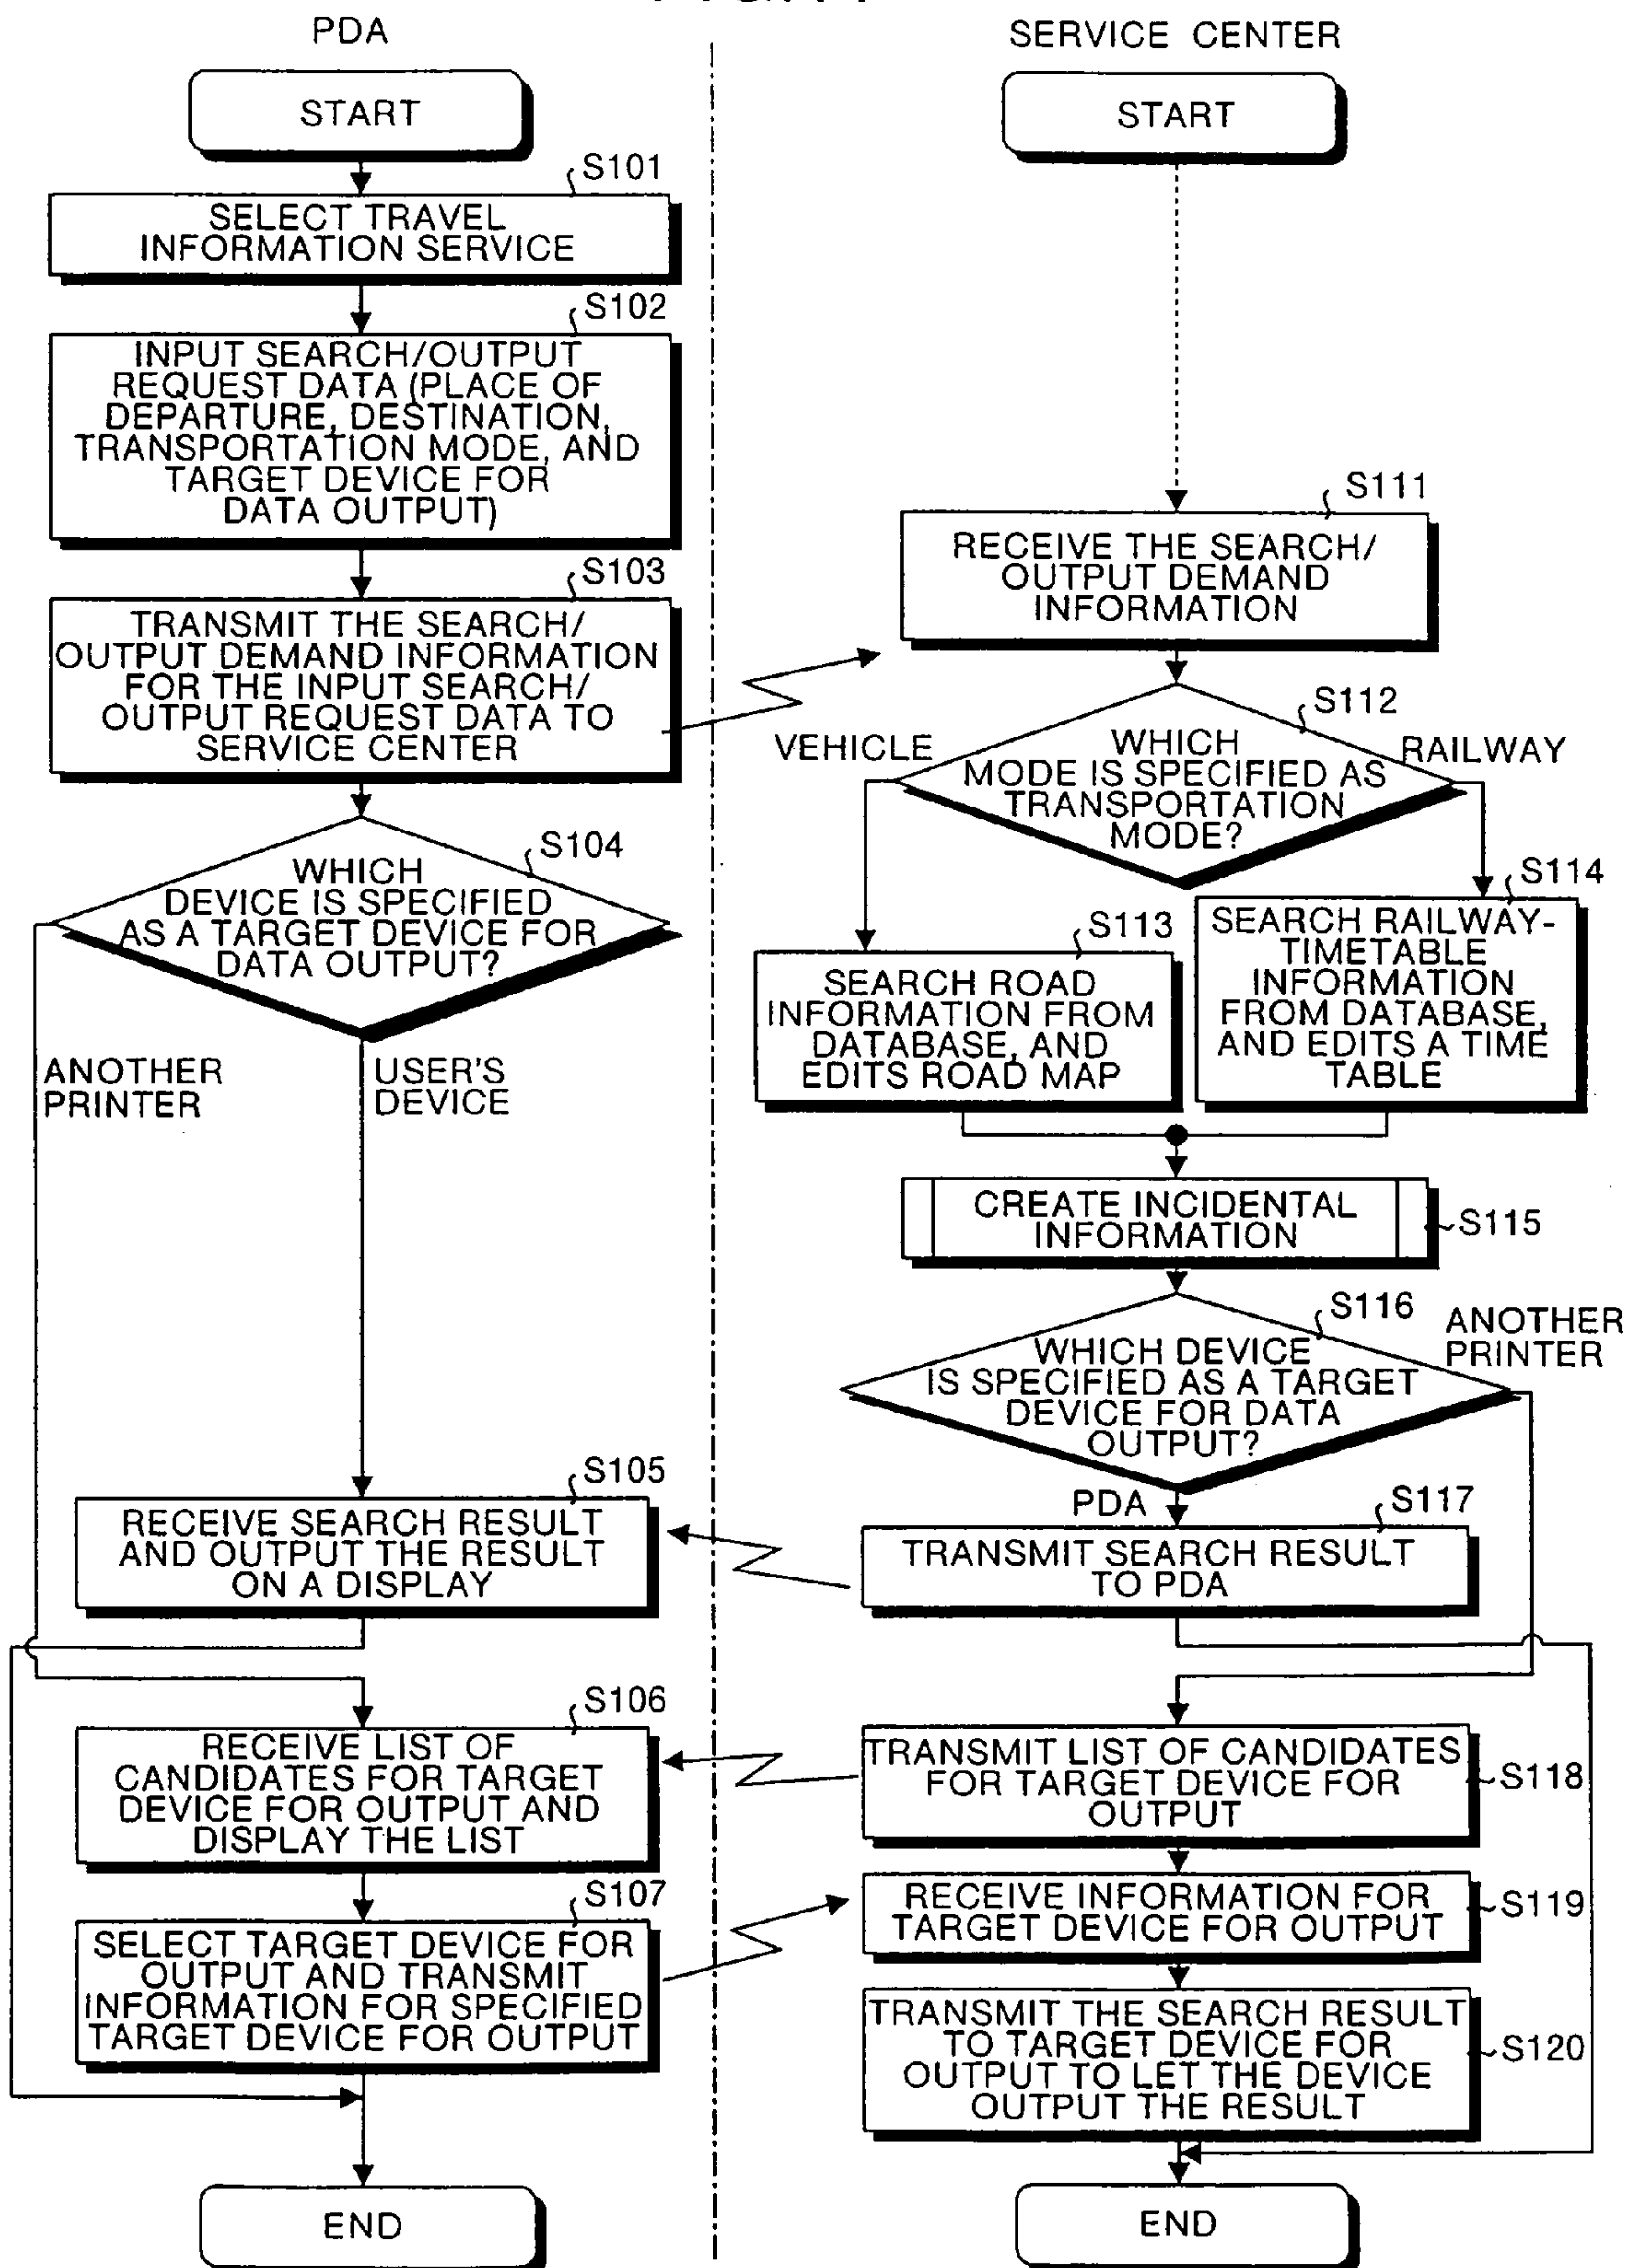 PDA
START
S101
SELECT TRAVEL
INFORMATION SERVICE
S102
INPUT SEARCH/OUTPUT
REQUEST DATA (PLACE OF
DEPARTURE, DESTINATION,
TRANSPORTATION MODE, AND
TARGET DEVICE FOR
DATA OUTPUT)
S103
TRANSMIT THE SEARCH/
OUTPUT DEMAND INFORMATION
FOR THE INPUT SEARCH/
OUTPUT REQUEST DATA TO
SERVICE CENTER
S104
WHICH
DEVICE IS SPECIFIED
AS A TARGET DEVICE FOR
DATA OUTPUT?
ANOTHER
PRINTER
USER'S
DEVICE
S105
RECEIVE SEARCH RESULT
AND OUTPUT THE RESULT
ON A DISPLAY
S106
RECEIVE LIST OF
CANDIDATES FOR TARGET
DEVICE FOR OUTPUT AND
DISPLAY THE LIST
S107
SELECT TARGET DEVICE FOR
OUTPUT AND TRANSMIT
INFORMATION FOR SPECIFIED
TARGET DEVICE FOR OUTPUT
END
SERVICE CENTER
START
S111
RECEIVE THE SEARCH/
OUTPUT DEMAND
INFORMATION
S112
WHICH
MODE IS SPECIFIED AS
TRANSPORTATION
MODE?
VEHICLE
RAILWAY
S113
SEARCH ROAD
INFORMATION FROM
DATABASE, AND
EDITS ROAD MAP
S114
SEARCH RAILWAY-
TIMETABLE
INFORMATION
FROM DATABASE,
AND EDITS A TIME
TABLE
CREATE INCIDENTAL
INFORMATION
S115
S116
WHICH DEVICE
IS SPECIFIED AS A TARGET
DEVICE FOR DATA
OUTPUT?
ANOTHER
PRINTER
PDA
S117
TRANSMIT SEARCH RESULT
TO PDA
TRANSMIT LIST OF CANDIDATES
FOR TARGET DEVICE FOR
OUTPUT
S118
RECEIVE INFORMATION FOR
TARGET DEVICE FOR OUTPUT
S119
TRANSMIT THE SEARCH RESULT
TO TARGET DEVICE FOR
OUTPUT TO LET THE DEVICE
OUTPUT THE RESULT
S120
END